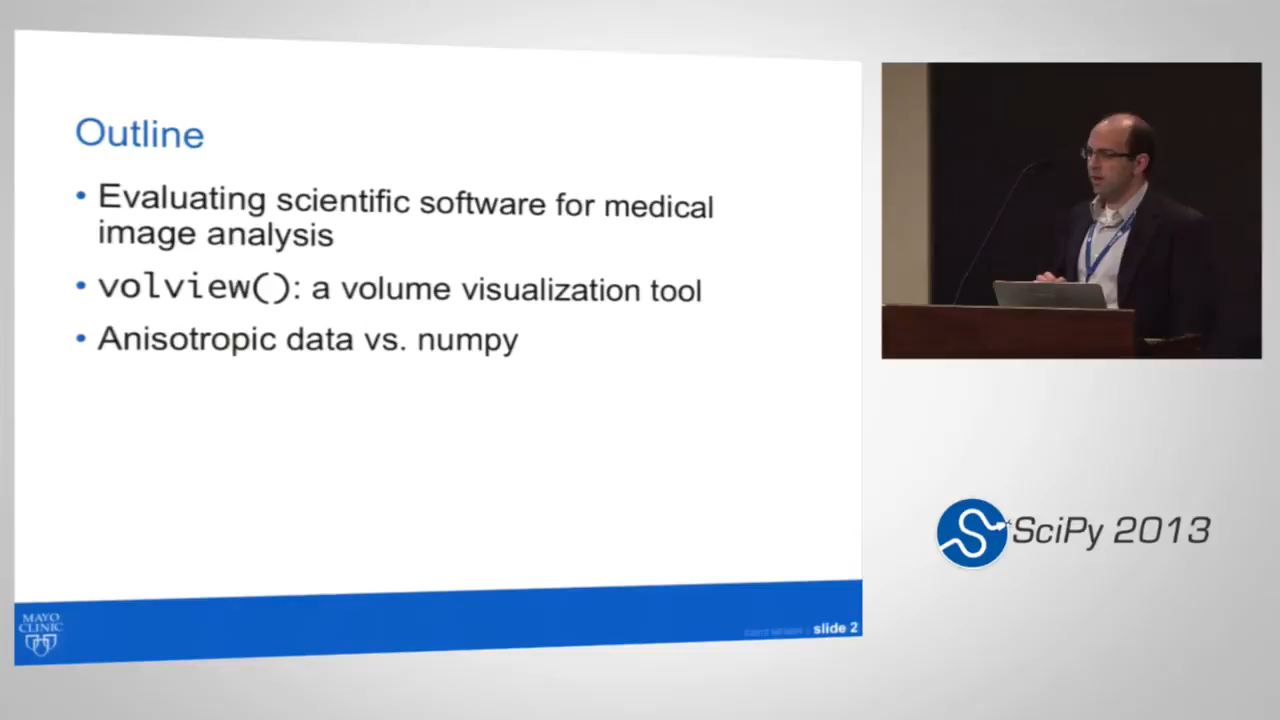 Outline
• Evaluating scientific software for medical
image analysis
• volview(): a volume visualization tool
• Anisotropic data vs. numpy
MAYO
CLINIC
slide 2
SciPy 2013